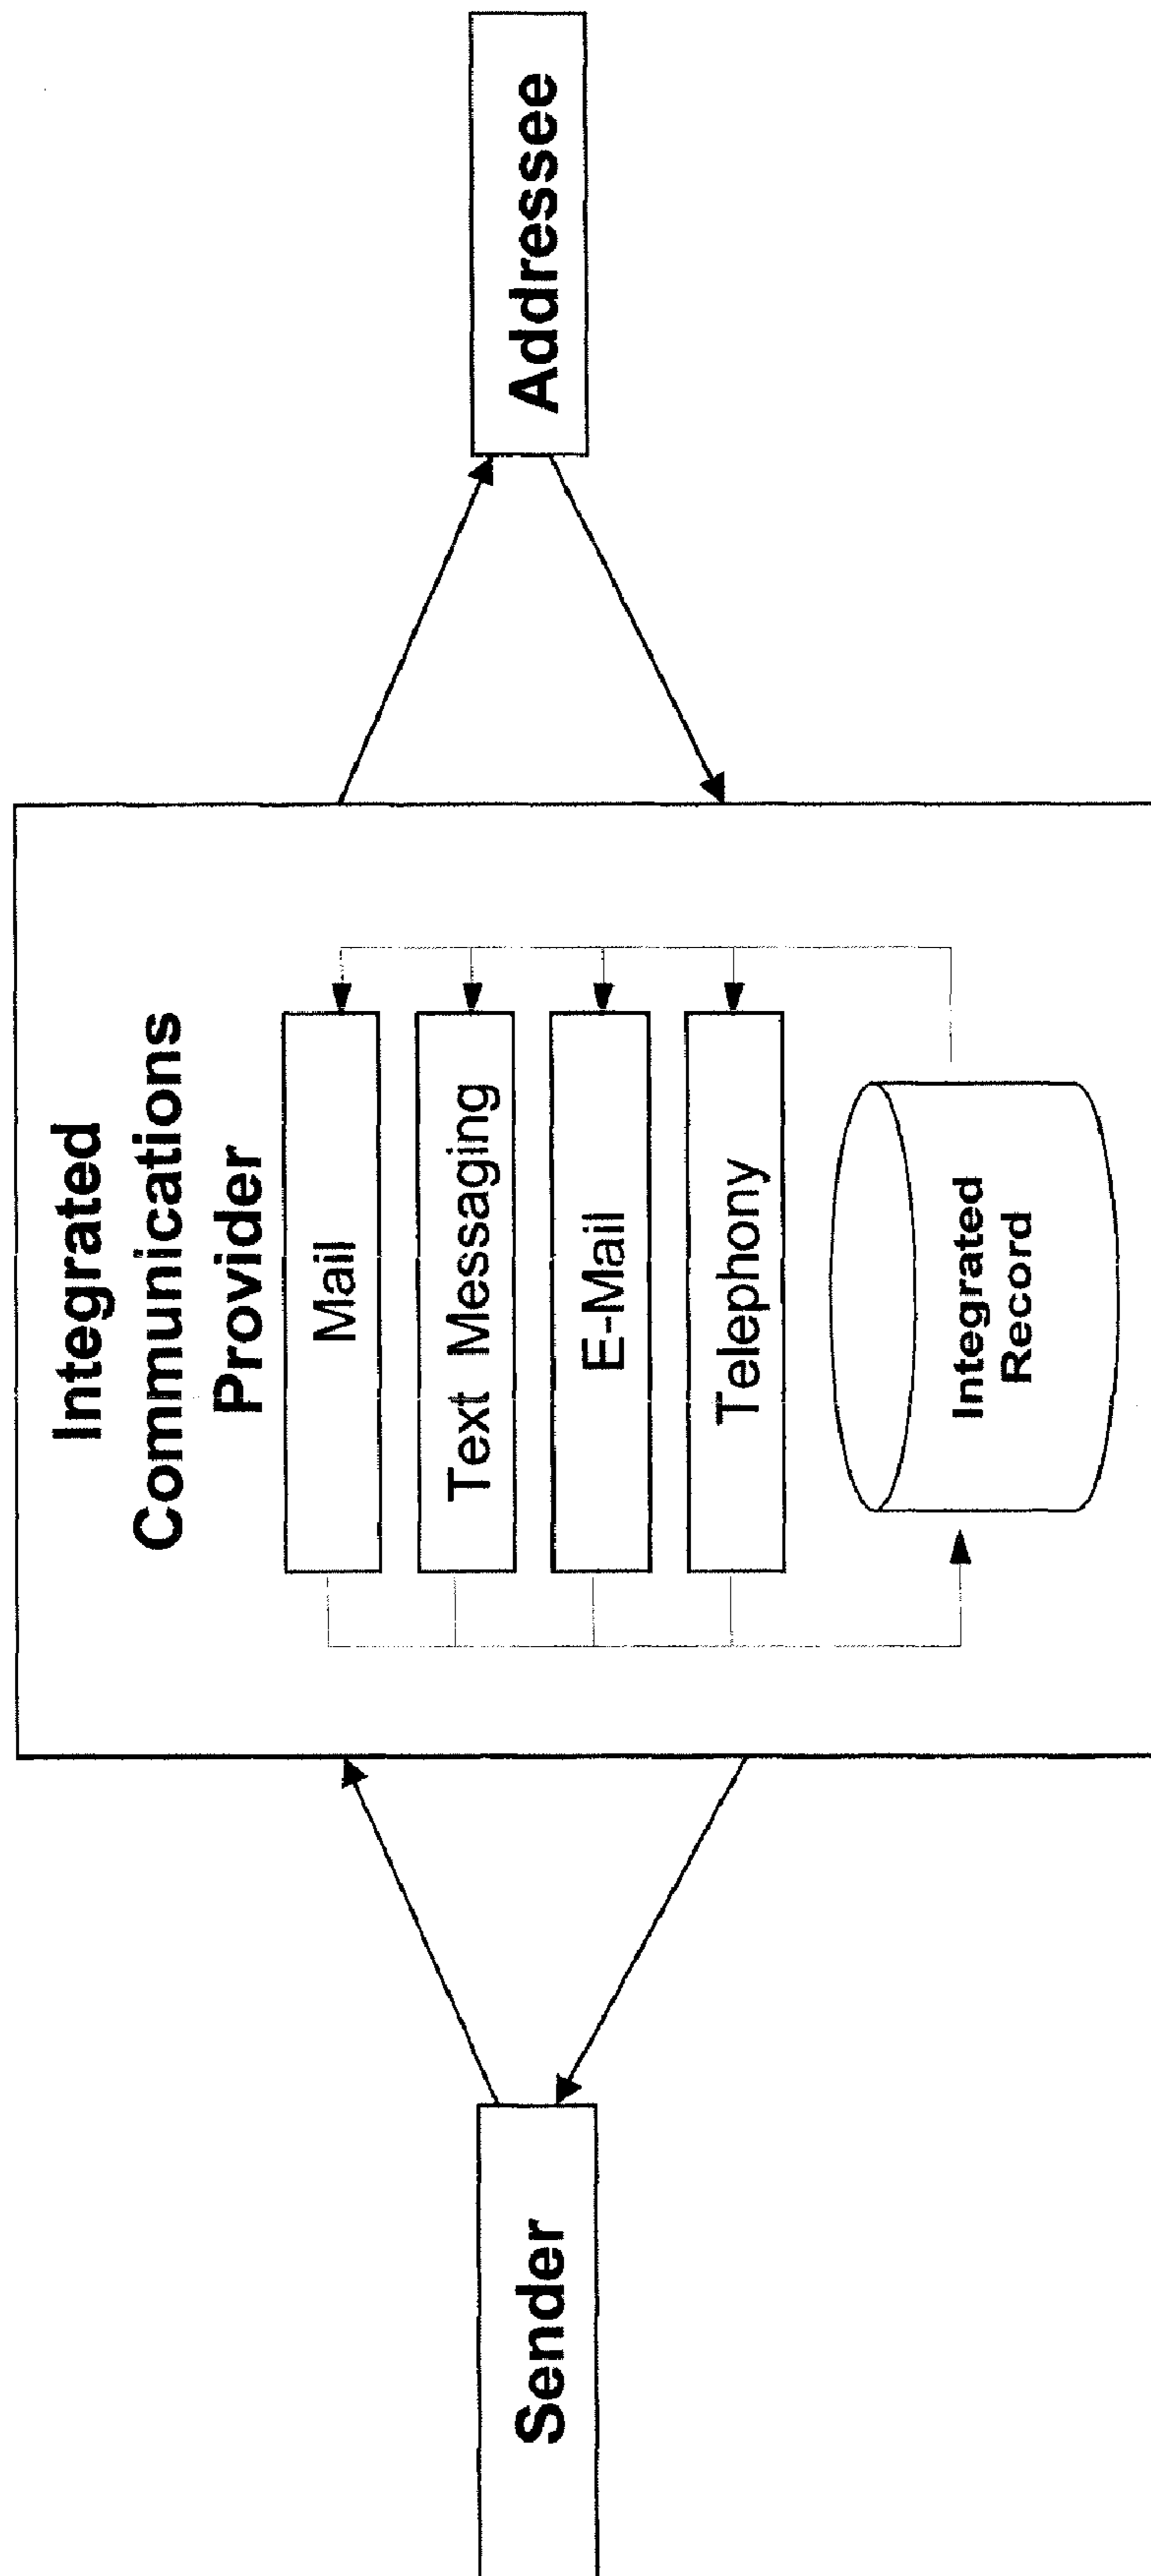 Sender
Integrated
Communications
Provider
Mail
Text Messaging
E-Mail
Telephony
Integrated
Record
Addressee